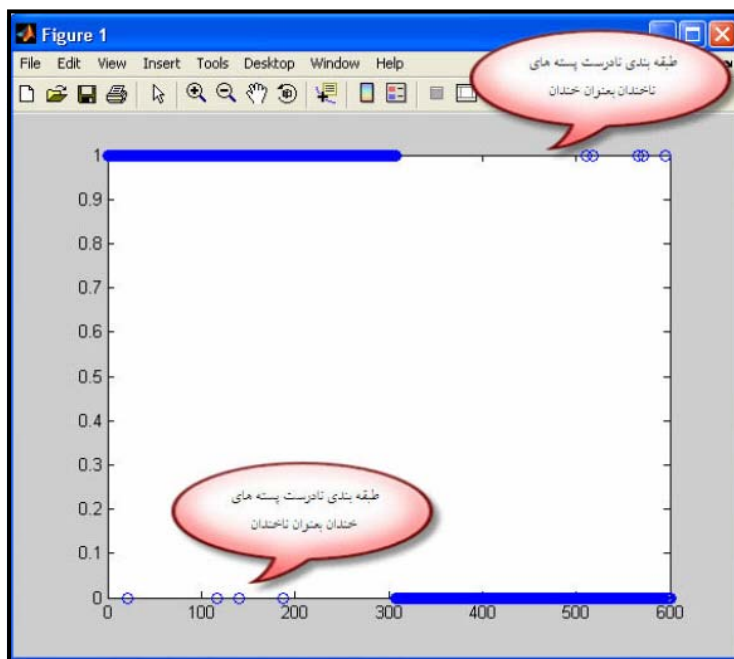 Figure 1
File Edit View Insert Tools Desktop Window Help
طبقه بندی نادرست پسته های
ناخندان بعنوان خندان
1
0.9
0.8
0.7
0.6
0.5
0.4
0.3
0.2
0.1
0
طبقه بندی نادرست پسته های
خندان بعنوان ناخندان
0 100 200 300 400 500 600